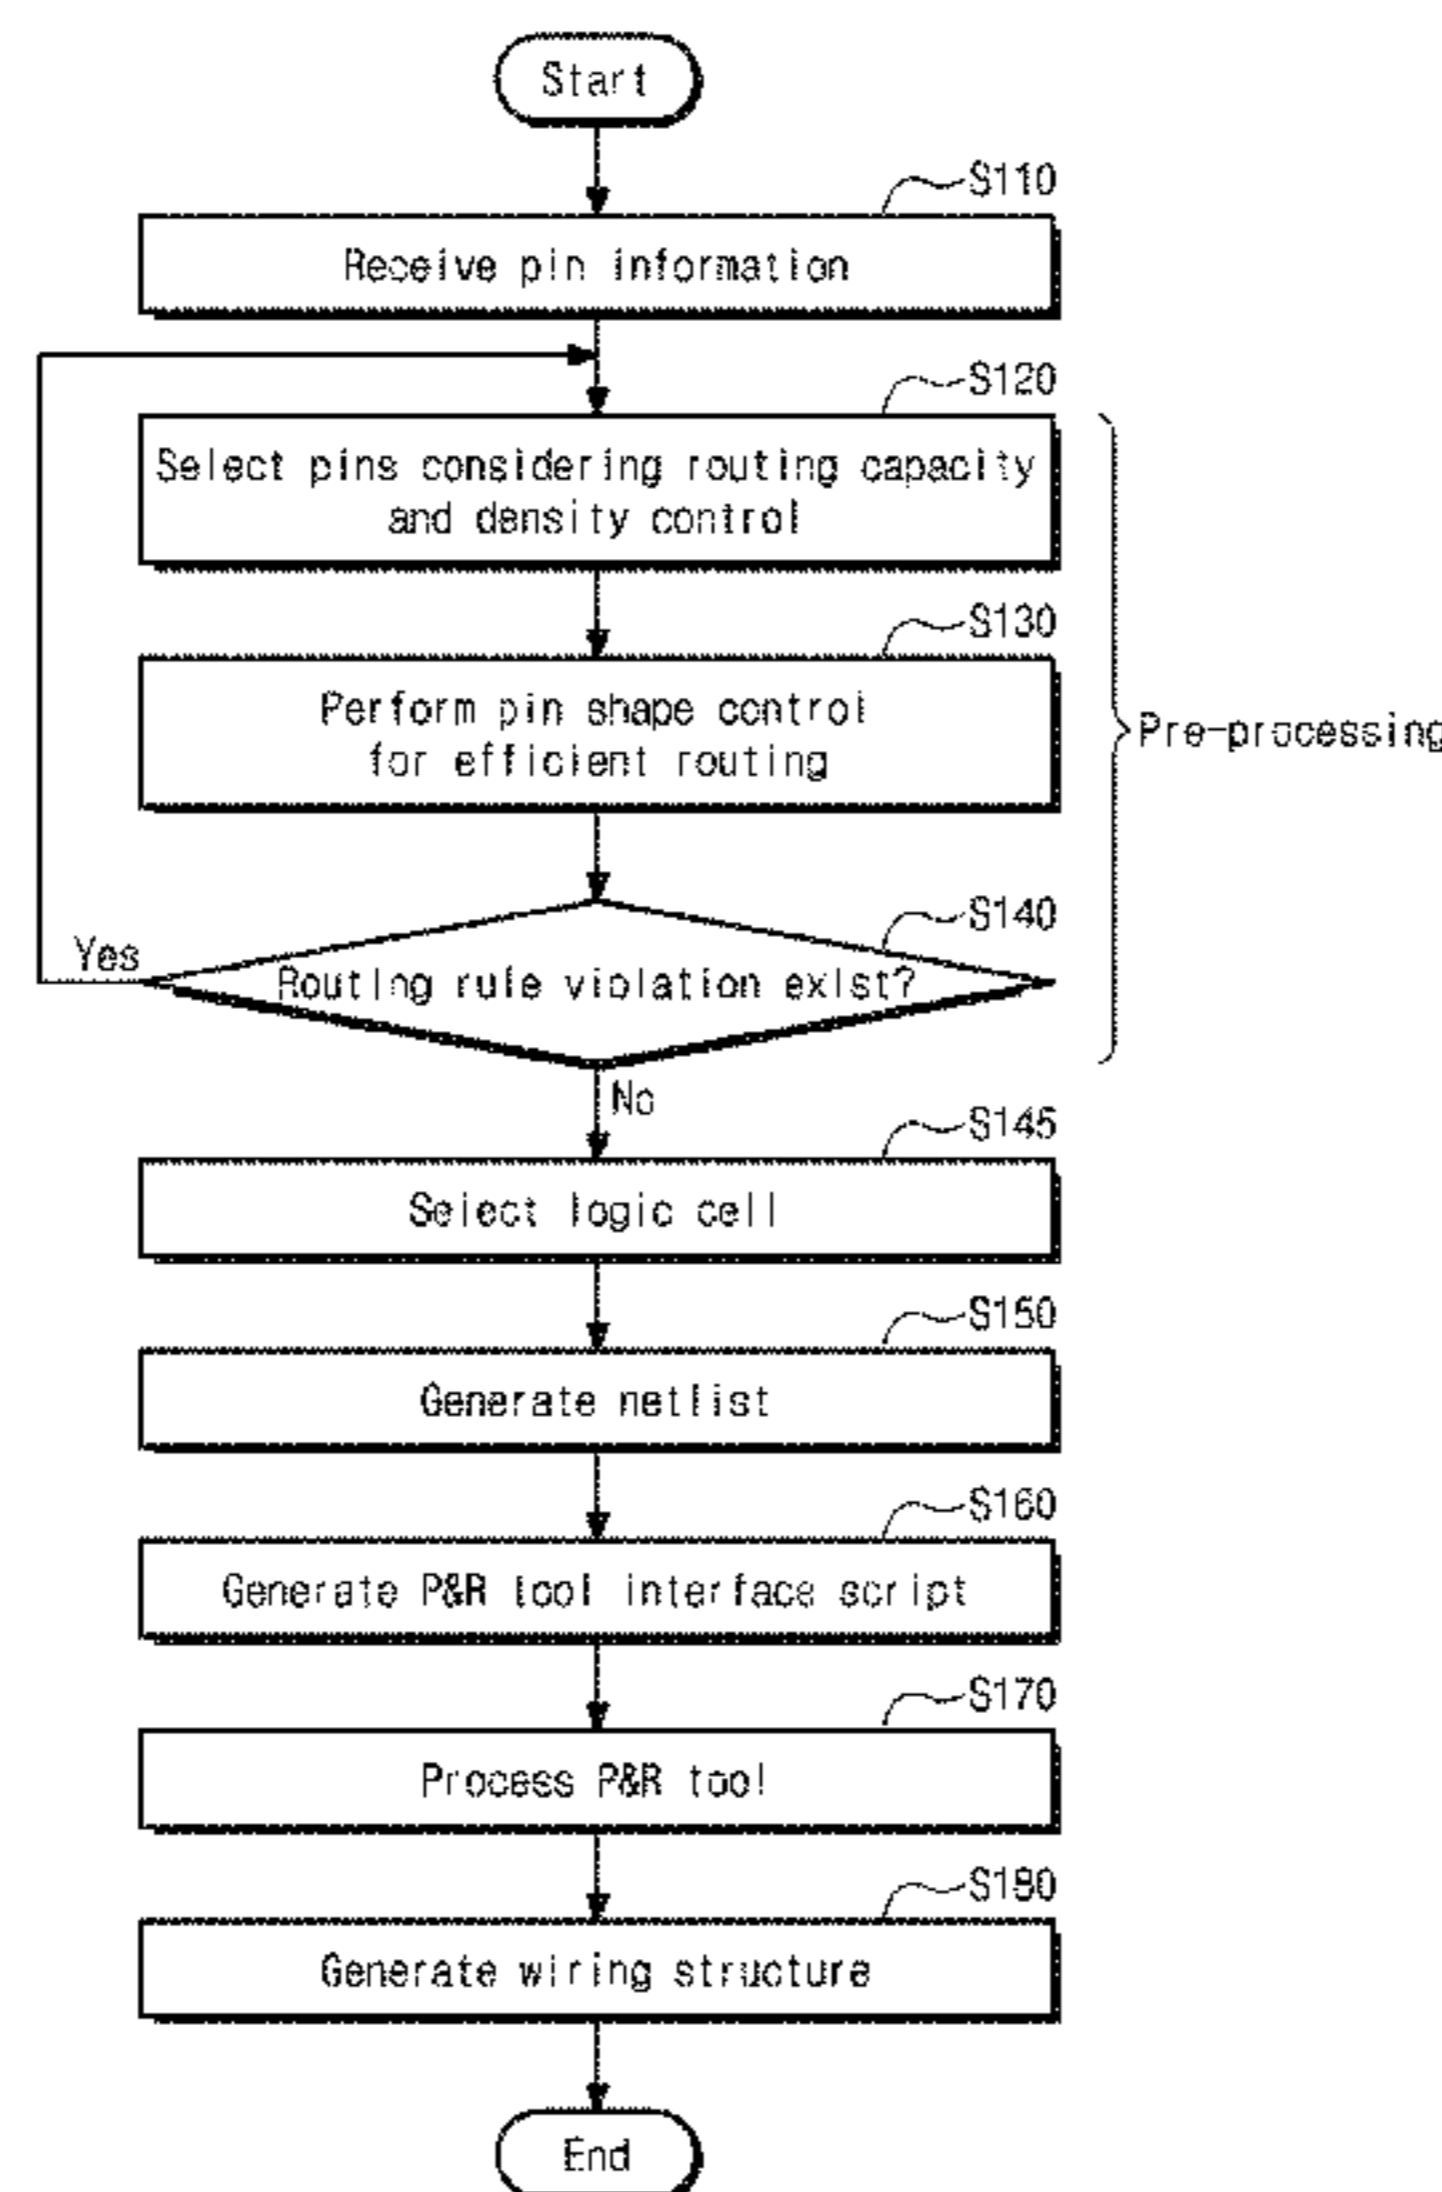 Start
S110
Receive pin information
S120
Select pins considering routing capacity
and density control
S130
Perform pin shape control
for efficient routing
Pre-processing
S140
Yes
Routing rule violation exist?
No
S145
Select logic cell
S150
Generate netlist
S160
Generate P&R tool interface script
S170
Process P&R tool
S180
Generate wiring structure
End